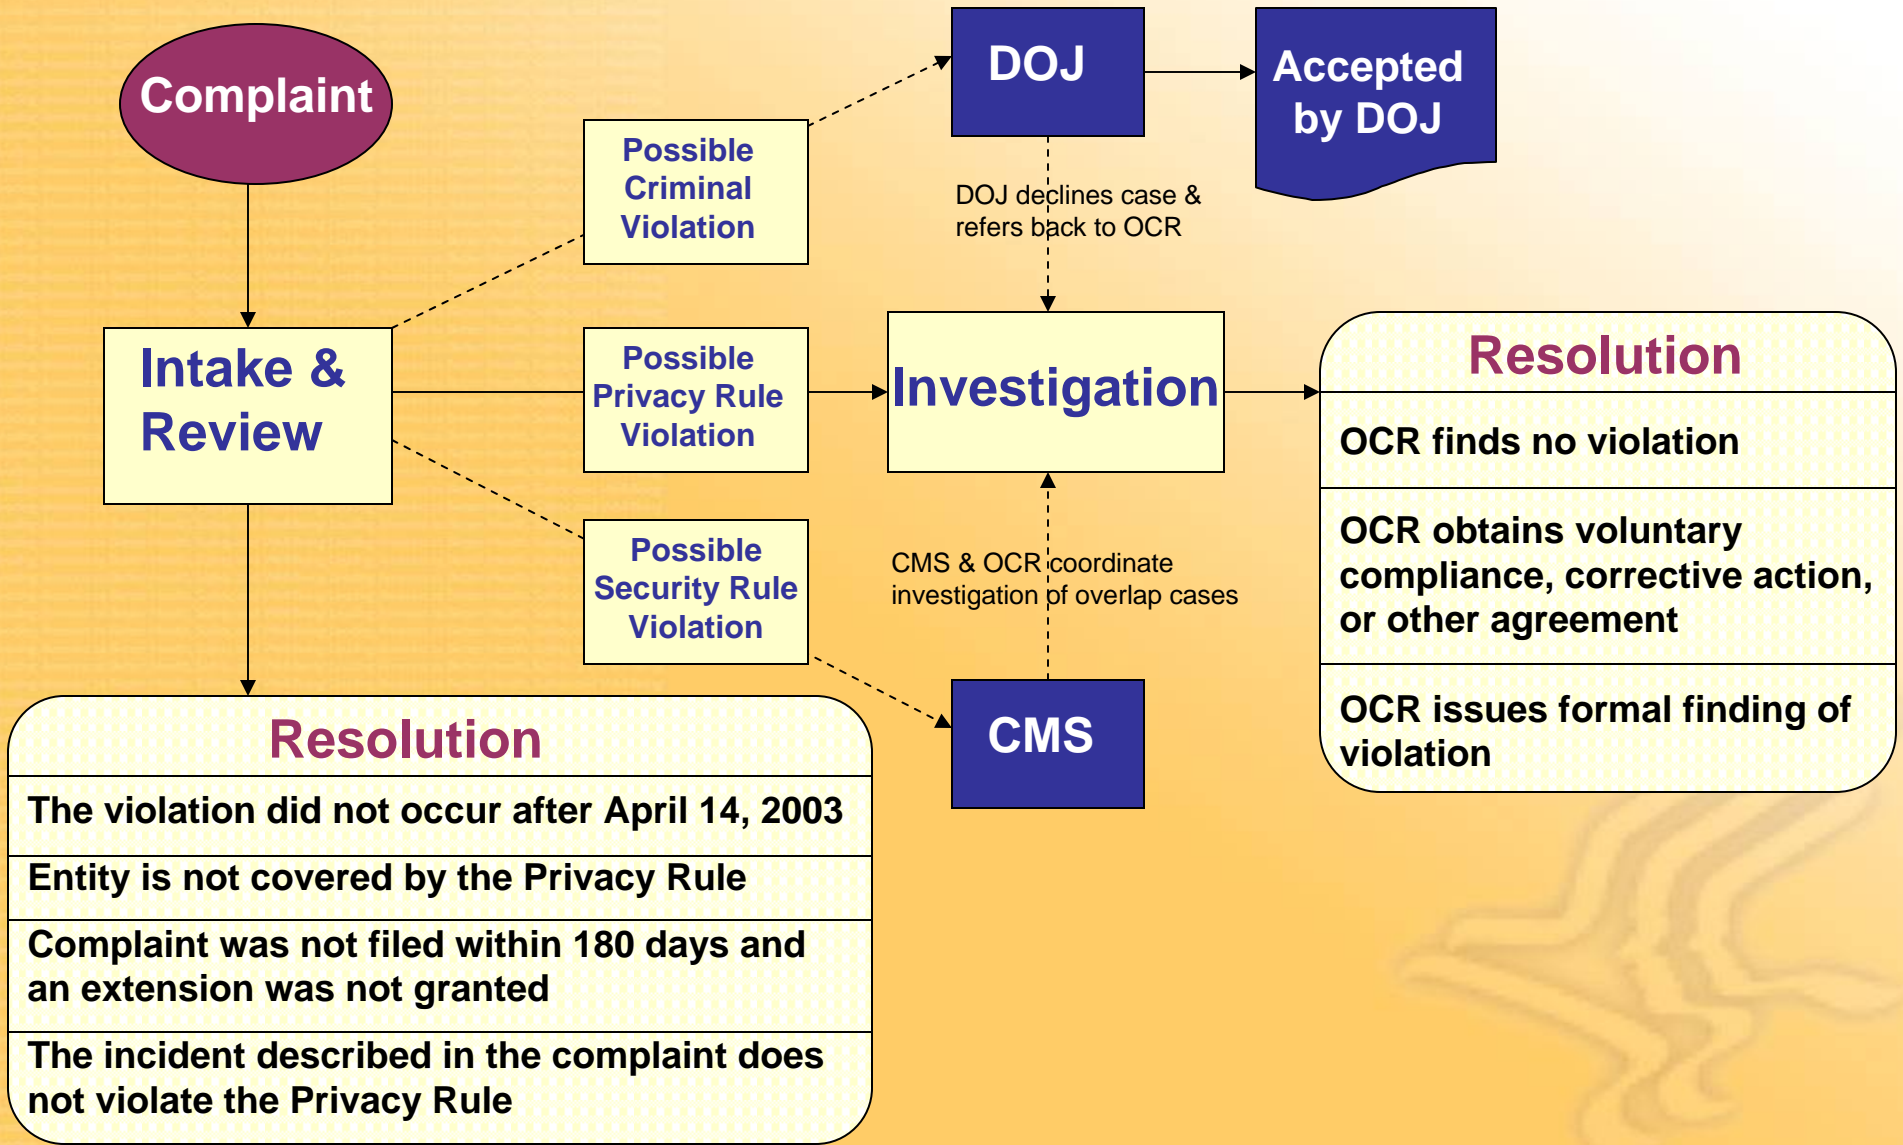 Complaint
DOJ
Accepted
by DOJ
Possible
Criminal
Violation
DOJ declines case &
refers back to OCR
Intake &
Review
Possible
Privacy Rule
Violation
Investigation
Resolution
OCR finds no violation
OCR obtains voluntary
compliance, corrective action,
or other agreement
OCR issues formal finding of
violation
Possible
Security Rule
Violation
CMS & OCR coordinate
investigation of overlap cases
CMS
Resolution
The violation did not occur after April 14, 2003
Entity is not covered by the Privacy Rule
Complaint was not filed within 180 days and
an extension was not granted
The incident described in the complaint does
not violate the Privacy Rule